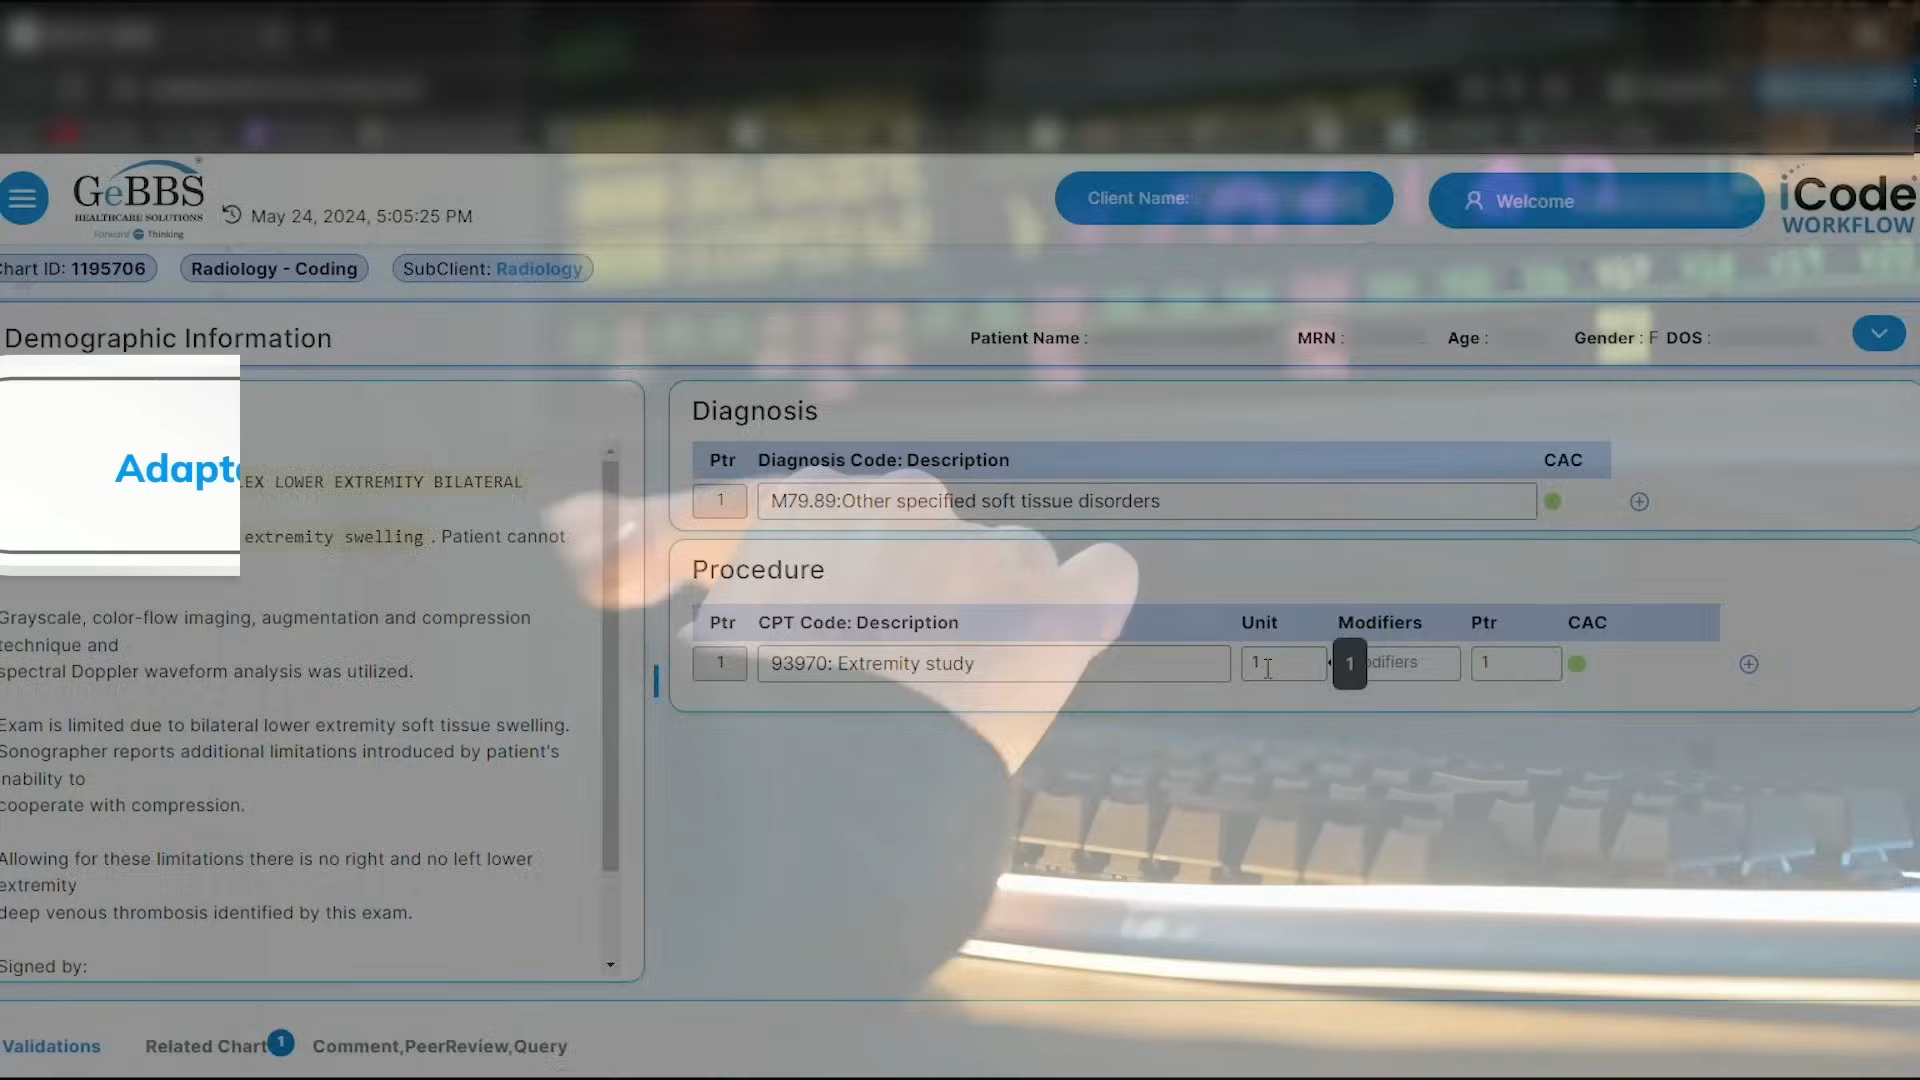 GeBBS
HEALTHCARE SOLUTIONS
Forward Thinking
May 24, 2024, 5:05:25 PM
Client Name:
Welcome
iCode
WORKFLOW
Chart ID: 1195706
Radiology - Coding
SubClient: Radiology
Demographic Information
Patient Name :
MRN :
Age :
Gender : F DOS :
Adapt
EX LOWER EXTREMITY BILATERAL
extremity swelling . Patient cannot
Grayscale, color-flow imaging, augmentation and compression
technique and
spectral Doppler waveform analysis was utilized.
Exam is limited due to bilateral lower extremity soft tissue swelling.
Sonographer reports additional limitations introduced by patient's
nability to
cooperate with compression.
Allowing for these limitations there is no right and no left lower
extremity
deep venous thrombosis identified by this exam.
Signed by:
Diagnosis
Ptr Diagnosis Code: Description CAC
1 M79.89:Other specified soft tissue disorders
Procedure
Ptr CPT Code: Description Unit Modifiers Ptr CAC
1 93970: Extremity study 1 1 odifiers 1
Validations
Related Chart 1
Comment,PeerReview,Query